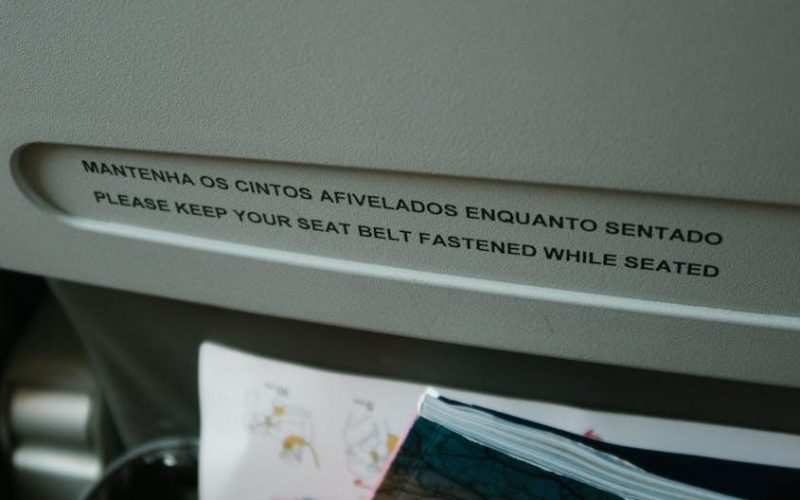 MANTENHA OS CINTOS AFIVELADOS ENQUANTO SENTADO
PLEASE KEEP YOUR SEAT BELT FASTENED WHILE SEATED